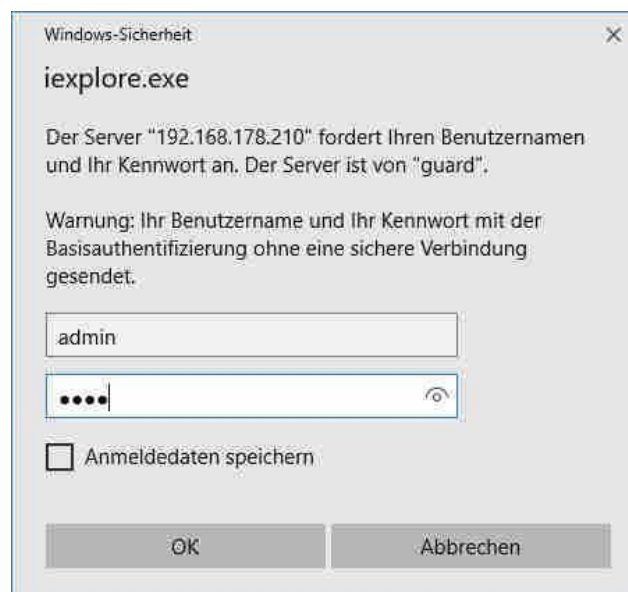 Windows-Sicherheit
iexplore.exe
Der Server "192.168.178.210" fordert Ihren Benutzernamen
und Ihr Kennwort an. Der Server ist von "guard".
Warnung: Ihr Benutzername und Ihr Kennwort mit der
Basisauthentifizierung ohne eine sichere Verbindung
gesendet.
admin
••••
Anmeldedaten speichern
OK Abbrechen